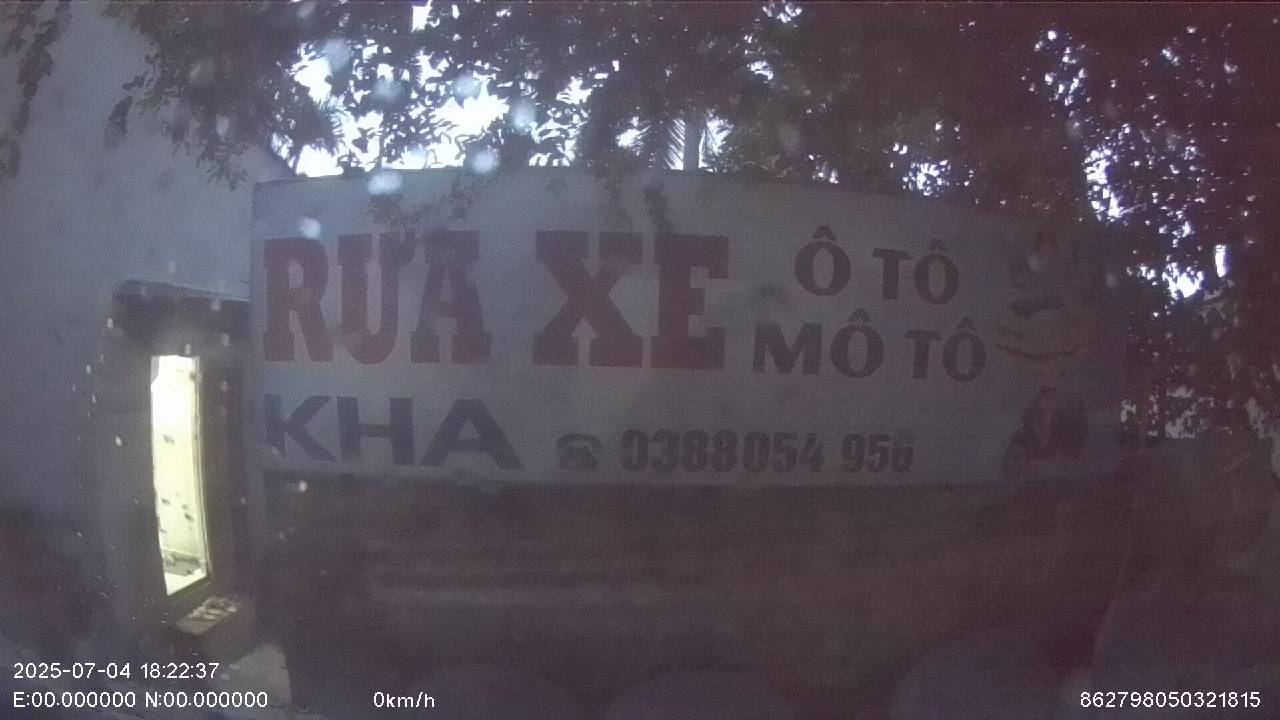 RỬA XE Ô TÔ
MÔ TÔ
KHA ☎ 0388054 956
2025-07-04 18:22:37
E:00.000000 N:00.000000 0km/h 862798050321815